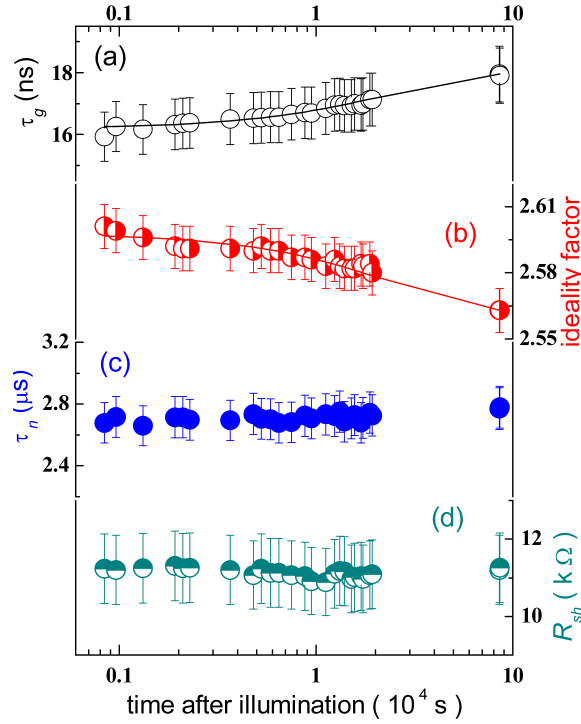 0.1 1 10
(a)
18
16
τg (ns)
(b)
2.61
2.58
2.55
ideality factor
(c)
3.2
2.8
2.4
τn (μs)
(d)
12
11
10
Rsh ( k Ω )
0.1 1 10
time after illumination ( 10⁴ s )